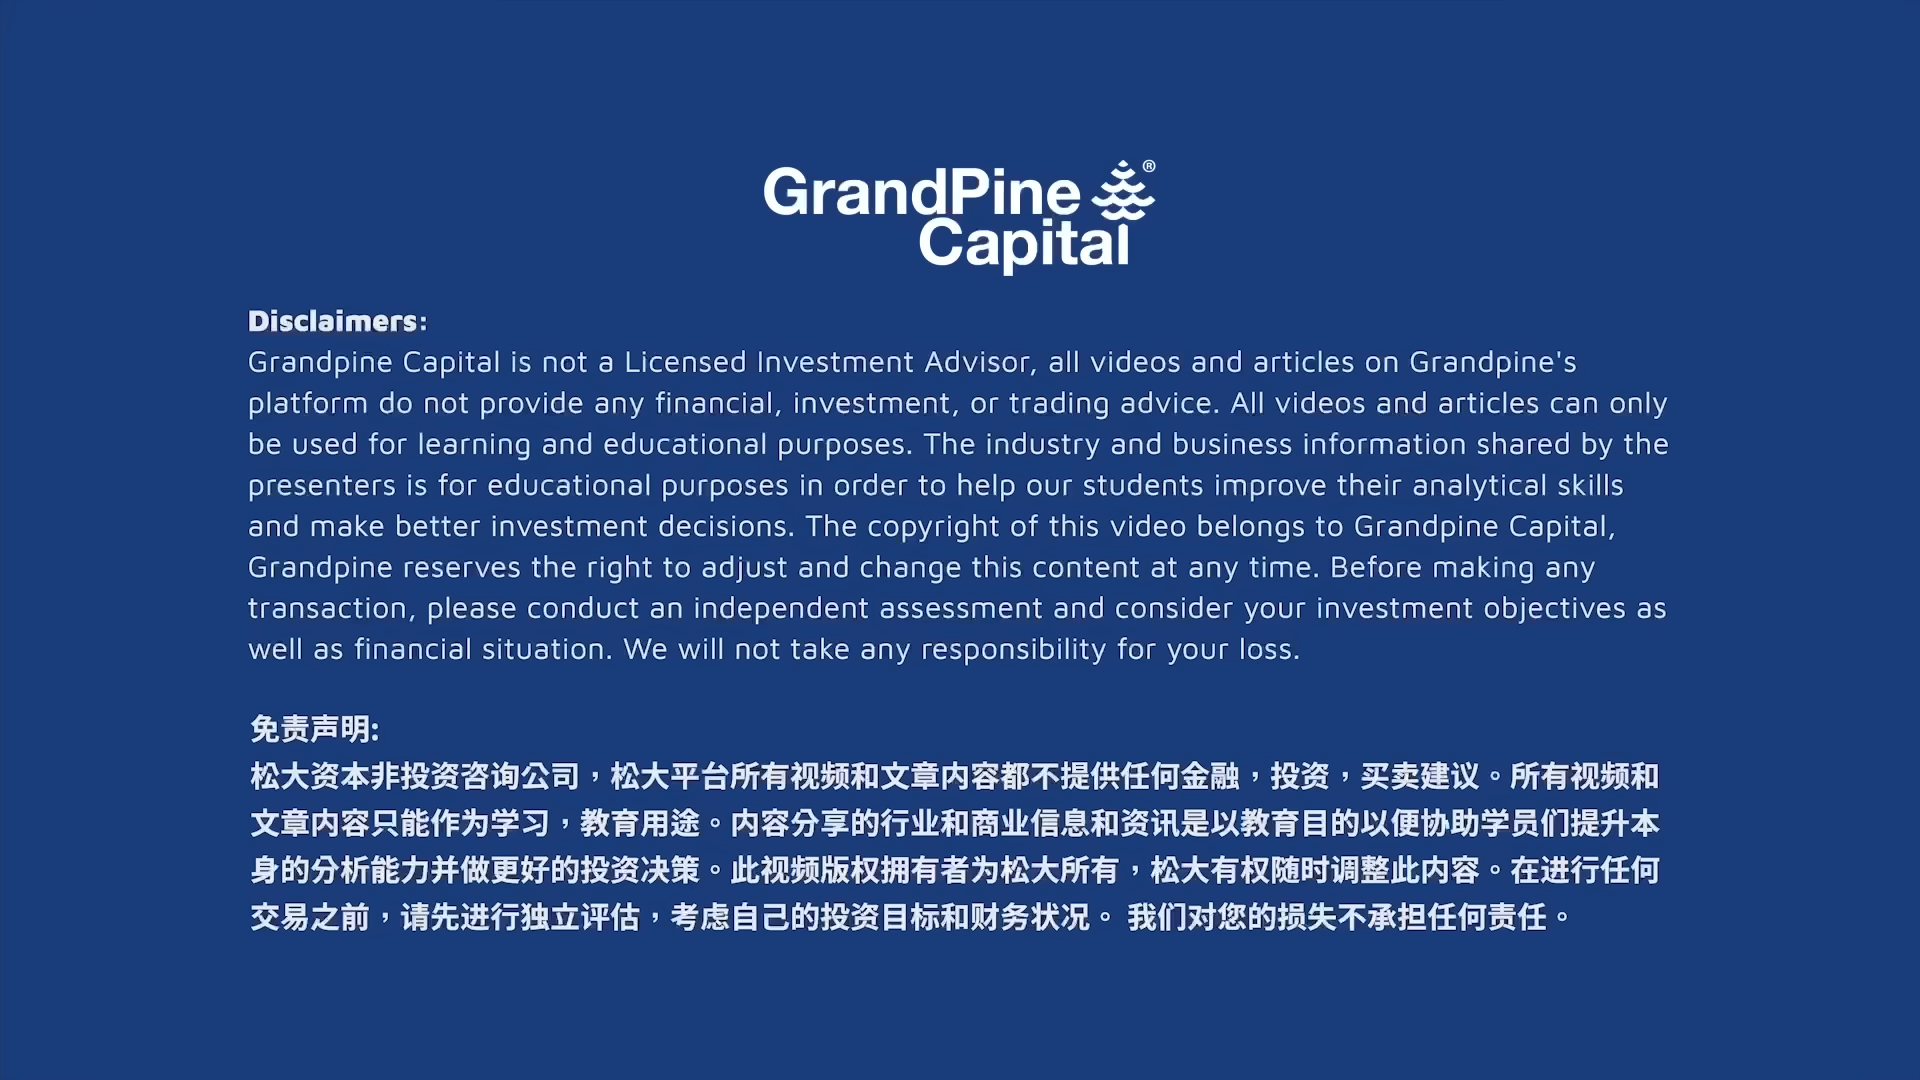 GrandPine ®
Capital
Disclaimers:
Grandpine Capital is not a Licensed Investment Advisor, all videos and articles on Grandpine's
platform do not provide any financial, investment, or trading advice. All videos and articles can only
be used for learning and educational purposes. The industry and business information shared by the
presenters is for educational purposes in order to help our students improve their analytical skills
and make better investment decisions. The copyright of this video belongs to Grandpine Capital,
Grandpine reserves the right to adjust and change this content at any time. Before making any
transaction, please conduct an independent assessment and consider your investment objectives as
well as financial situation. We will not take any responsibility for your loss.
免责声明:
松大资本非投资咨询公司，松大平台所有视频和文章内容都不提供任何金融，投资，买卖建议。所有视频和
文章内容只能作为学习，教育用途。内容分享的行业和商业信息和资讯是以教育目的以便协助学员们提升本
身的分析能力并做更好的投资决策。此视频版权拥有者为松大所有，松大有权随时调整此内容。在进行任何
交易之前，请先进行独立评估，考虑自己的投资目标和财务状况。 我们对您的损失不承担任何责任。